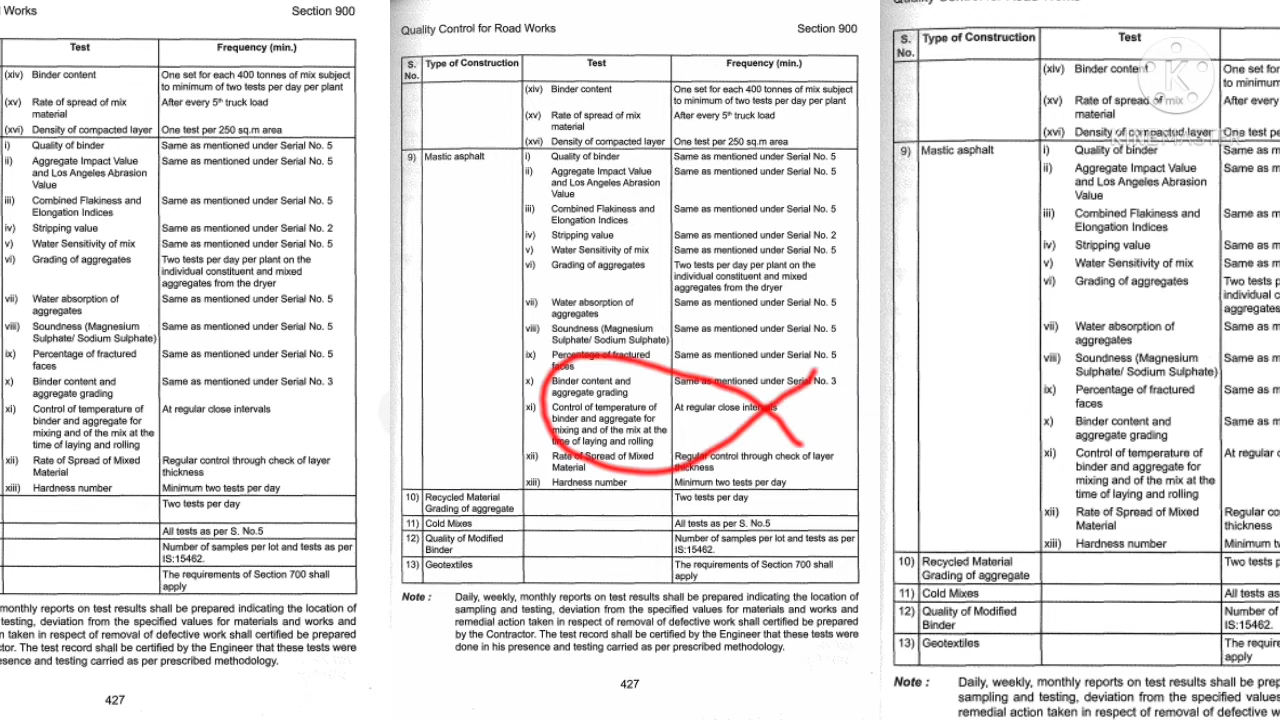 l Works Section 900
Test Frequency (min.)
(xiv) Binder content One set for each 400 tonnes of mix subject
to minimum of two tests per day per plant
(xv) Rate of spread of mix After every 5th truck load
material
(xvi) Density of compacted layer One test per 250 sq.m area
i) Quality of binder Same as mentioned under Serial No. 5
ii) Aggregate Impact Value Same as mentioned under Serial No. 5
and Los Angeles Abrasion
Value
iii) Combined Flakiness and Same as mentioned under Serial No. 5
Elongation Indices
iv) Stripping value Same as mentioned under Serial No. 2
v) Water Sensitivity of mix Same as mentioned under Serial No. 5
vi) Grading of aggregates Two tests per day per plant on the
individual constituent and mixed
aggregates from the dryer
vii) Water absorption of Same as mentioned under Serial No. 5
aggregates
viii) Soundness (Magnesium Same as mentioned under Serial No. 5
Sulphate/ Sodium Sulphate)
ix) Percentage of fractured Same as mentioned under Serial No. 5
faces
x) Binder content and Same as mentioned under Serial No. 3
aggregate grading
xi) Control of temperature of At regular close intervals
binder and aggregate for
mixing and of the mix at the
time of laying and rolling
xii) Rate of Spread of Mixed Regular control through check of layer
Material thickness
xiii) Hardness number Minimum two tests per day
Two tests per day
All tests as per S. No.5
Number of samples per lot and tests as per
IS:15462.
The requirements of Section 700 shall
apply
monthly reports on test results shall be prepared indicating the location of
testing, deviation from the specified values for materials and works and
n taken in respect of removal of defective work shall certified be prepared
ctor. The test record shall be certified by the Engineer that these tests were
esence and testing carried as per prescribed methodology.
427
Quality Control for Road Works Section 900
S. No. Type of Construction Test Frequency (min.)
(xiv) Binder content One set for each 400 tonnes of mix subject
to minimum of two tests per day per plant
(xv) Rate of spread of mix After every 5th truck load
material
(xvi) Density of compacted layer One test per 250 sq.m area
9) Mastic asphalt i) Quality of binder Same as mentioned under Serial No. 5
ii) Aggregate Impact Value Same as mentioned under Serial No. 5
and Los Angeles Abrasion
Value
iii) Combined Flakiness and Same as mentioned under Serial No. 5
Elongation Indices
iv) Stripping value Same as mentioned under Serial No. 2
v) Water Sensitivity of mix Same as mentioned under Serial No. 5
vi) Grading of aggregates Two tests per day per plant on the
individual constituent and mixed
aggregates from the dryer
vii) Water absorption of Same as mentioned under Serial No. 5
aggregates
viii) Soundness (Magnesium Same as mentioned under Serial No. 5
Sulphate/ Sodium Sulphate)
ix) Percentage of fractured Same as mentioned under Serial No. 5
faces
x) Binder content and Same as mentioned under Serial No. 3
aggregate grading
xi) Control of temperature of At regular close intervals
binder and aggregate for
mixing and of the mix at the
time of laying and rolling
xii) Rate of Spread of Mixed Regular control through check of layer
Material thickness
xiii) Hardness number Minimum two tests per day
10) Recycled Material Two tests per day
Grading of aggregate
11) Cold Mixes All tests as per S. No.5
12) Quality of Modified Number of samples per lot and tests as per
Binder IS:15462.
13) Geotextiles The requirements of Section 700 shall
apply
Note : Daily, weekly, monthly reports on test results shall be prepared indicating the location of
sampling and testing, deviation from the specified values for materials and works and
remedial action taken in respect of removal of defective work shall certified be prepared
by the Contractor. The test record shall be certified by the Engineer that these tests were
done in his presence and testing carried as per prescribed methodology.
427
S. No. Type of Construction Test
(xiv) Binder content One set for
to minimum
(xv) Rate of spread of mix After every
material
(xvi) Density of compacted layer One test pe
9) Mastic asphalt i) Quality of binder Same as m
ii) Aggregate Impact Value Same as m
and Los Angeles Abrasion
Value
iii) Combined Flakiness and Same as m
Elongation Indices
iv) Stripping value Same as m
v) Water Sensitivity of mix Same as m
vi) Grading of aggregates Two tests p
individual c
aggregates
vii) Water absorption of Same as m
aggregates
viii) Soundness (Magnesium Same as m
Sulphate/ Sodium Sulphate)
ix) Percentage of fractured Same as m
faces
x) Binder content and Same as m
aggregate grading
xi) Control of temperature of At regular c
binder and aggregate for
mixing and of the mix at the
time of laying and rolling
xii) Rate of Spread of Mixed Regular co
Material thickness
xiii) Hardness number Minimum tw
10) Recycled Material Two tests p
Grading of aggregate
11) Cold Mixes All tests as
12) Quality of Modified Number of
Binder IS:15462.
13) Geotextiles The require
apply
Note : Daily, weekly, monthly reports on test results shall be prep
sampling and testing, deviation from the specified values
remedial action taken in respect of removal of defective w
K
KINEMASTER